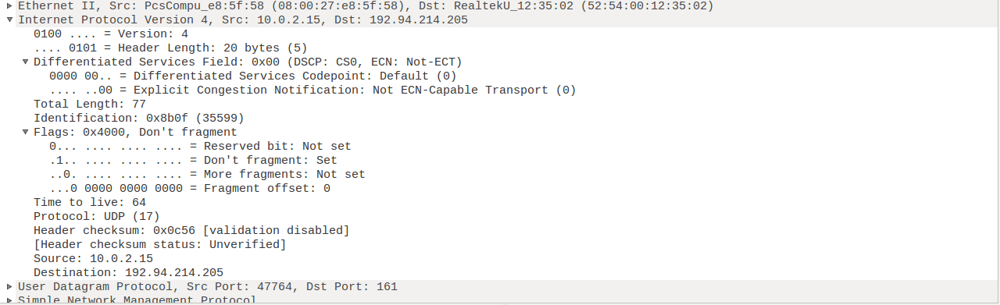 Ethernet II, Src: PcsCompu_e8:5f:58 (08:00:27:e8:5f:58), Dst: RealtekU_12:35:02 (52:54:00:12:35:02)
Internet Protocol Version 4, Src: 10.0.2.15, Dst: 192.94.214.205
0100 .... = Version: 4
.... 0101 = Header Length: 20 bytes (5)
Differentiated Services Field: 0x00 (DSCP: CS0, ECN: Not-ECT)
0000 00.. = Differentiated Services Codepoint: Default (0)
.... ..00 = Explicit Congestion Notification: Not ECN-Capable Transport (0)
Total Length: 77
Identification: 0x8b0f (35599)
Flags: 0x4000, Don't fragment
0... .... .... .... = Reserved bit: Not set
.1.. .... .... .... = Don't fragment: Set
..0. .... .... .... = More fragments: Not set
...0 0000 0000 0000 = Fragment offset: 0
Time to live: 64
Protocol: UDP (17)
Header checksum: 0x0c56 [validation disabled]
[Header checksum status: Unverified]
Source: 10.0.2.15
Destination: 192.94.214.205
User Datagram Protocol, Src Port: 47764, Dst Port: 161
Simple Network Management Protocol